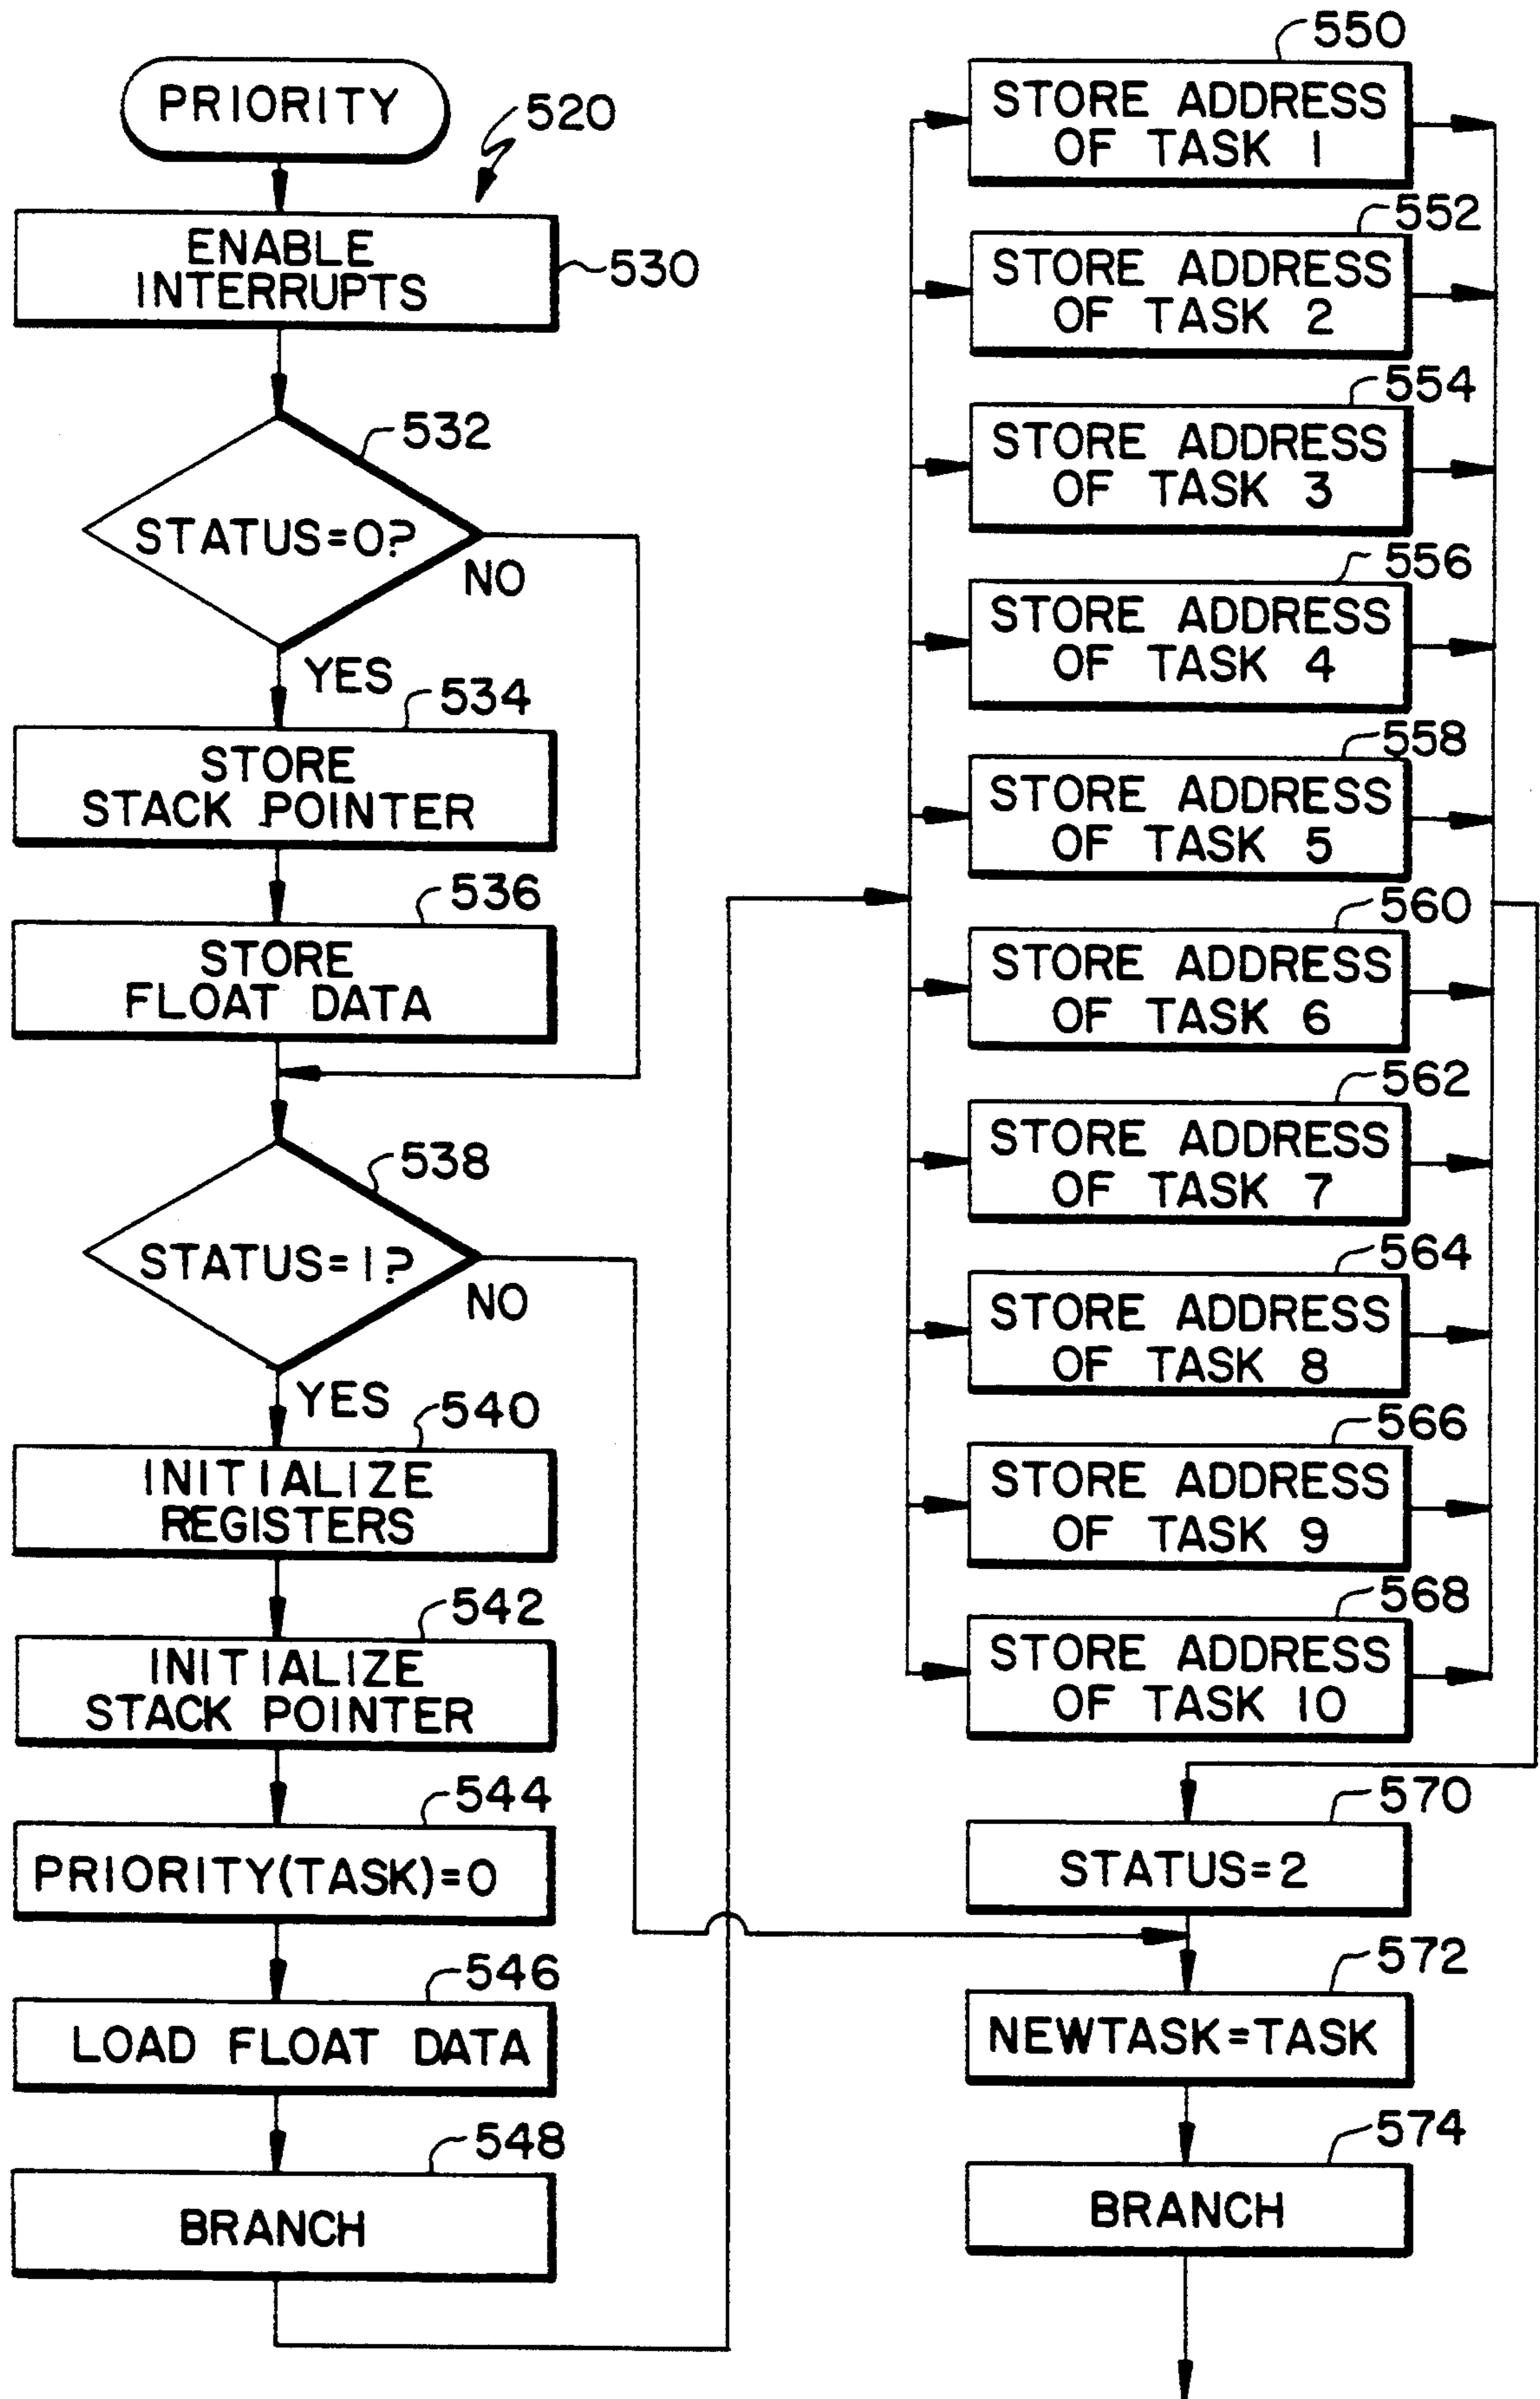 PRIORITY
520
ENABLE
INTERRUPTS
530
532
STATUS=0?
NO
YES
534
STORE
STACK POINTER
536
STORE
FLOAT DATA
538
STATUS=1?
NO
YES
540
INITIALIZE
REGISTERS
542
INITIALIZE
STACK POINTER
544
PRIORITY(TASK)=0
546
LOAD FLOAT DATA
548
BRANCH
550
STORE ADDRESS
OF TASK 1
552
STORE ADDRESS
OF TASK 2
554
STORE ADDRESS
OF TASK 3
556
STORE ADDRESS
OF TASK 4
558
STORE ADDRESS
OF TASK 5
560
STORE ADDRESS
OF TASK 6
562
STORE ADDRESS
OF TASK 7
564
STORE ADDRESS
OF TASK 8
566
STORE ADDRESS
OF TASK 9
568
STORE ADDRESS
OF TASK 10
570
STATUS=2
572
NEWTASK=TASK
574
BRANCH